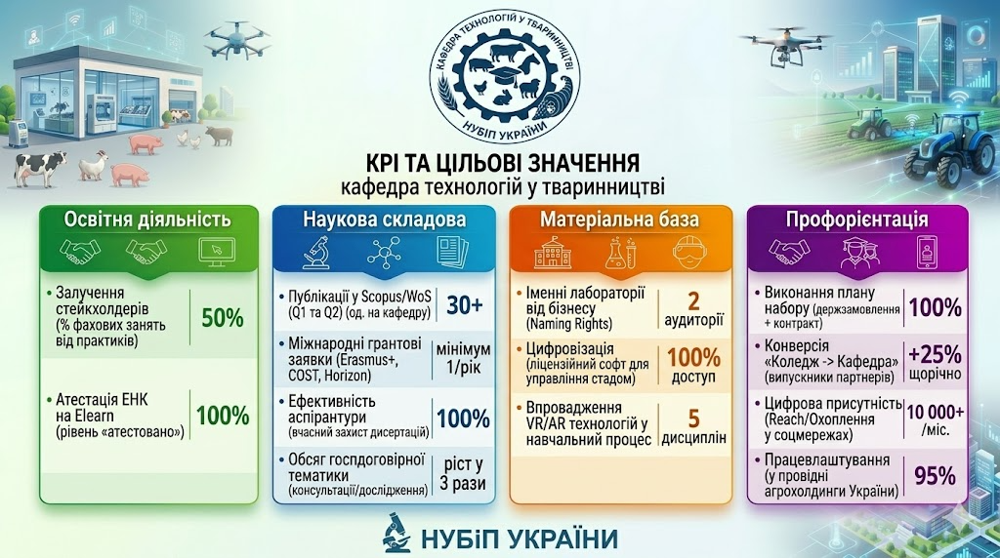 КАФЕДРА ТЕХНОЛОГІЙ У ТВАРИННИЦТВІ
НУБІП УКРАЇНИ
КРІ ТА ЦІЛЬОВІ ЗНАЧЕННЯ
кафедра технологій у тваринництві
Освітня діяльність
• Залучення
стейкхолдерів
(% фахових занять
від практиків)
50%
• Атестація ЕНК
на Elearn
(рівень «атестовано»)
100%
Наукова складова
• Публікації у Scopus/WoS
(Q1 та Q2) (од. на кафедру)
30+
• Міжнародні грантові
заявки (Erasmus+,
COST, Horizon)
мінімум
1/рік
• Ефективність
аспірантури
(вчасний захист дисертацій)
100%
• Обсяг госпдоговірної
тематики
(консультації/дослідження)
ріст у
3 рази
Матеріальна база
• Іменні лабораторії
від бізнесу
(Naming Rights)
2
аудиторії
• Цифровізація
(ліцензійний софт для
управління стадом)
100%
доступ
• Впровадження
VR/AR технологій у
навчальний процес
5
дисциплін
Профорієнтація
• Виконання плану
набору (держзамовлення
+ контракт)
100%
• Конверсія
«Коледж -> Кафедра»
(випускники партнерів)
+25%
щорічно
• Цифрова присутність
(Reach/Охоплення
у соцмережах)
10 000+
/міс.
• Працевлаштування
(у провідні
агрохолдинги України)
95%
НУБІП УКРАЇНИ